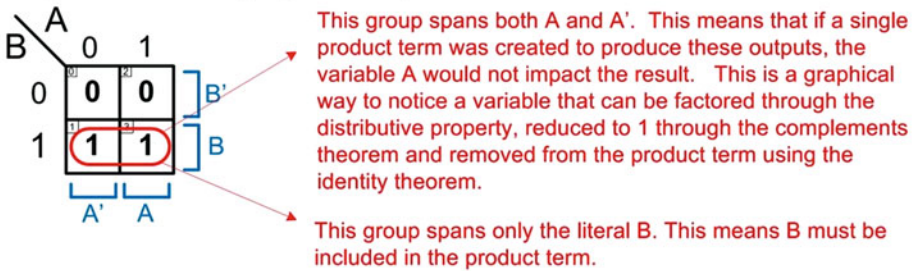 A
B 0 1
0 0 0 2 0 B'
1 1 1 3 1 B
A' A
This group spans both A and A'. This means that if a single
product term was created to produce these outputs, the
variable A would not impact the result. This is a graphical
way to notice a variable that can be factored through the
distributive property, reduced to 1 through the complements
theorem and removed from the product term using the
identity theorem.
This group spans only the literal B. This means B must be
included in the product term.